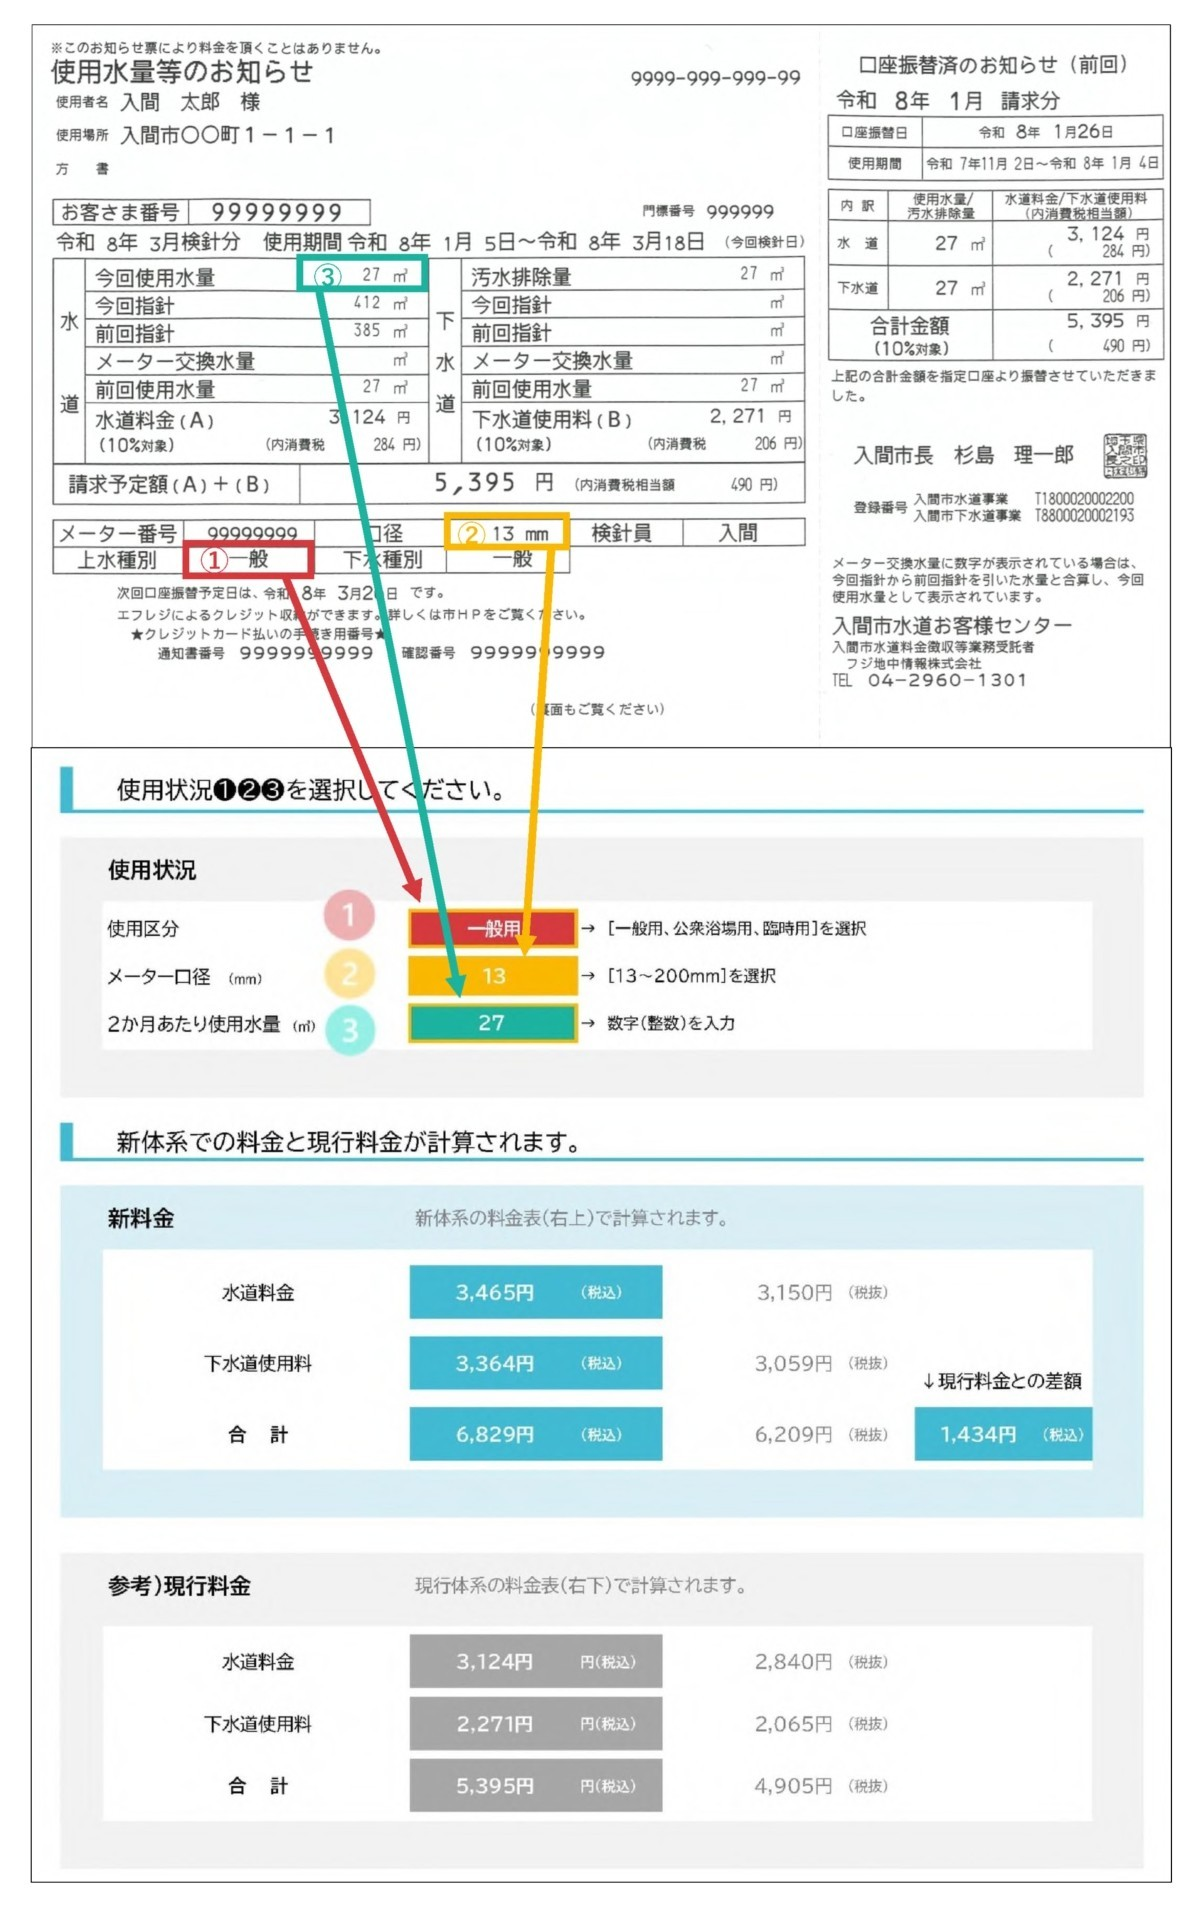 ※このお知らせ票により料金を頂くことはありません。
使用水量等のお知らせ
9999-999-999-99
使用者名 入間 太郎 様
使用場所 入間市〇〇町1－1－1
方 書
お客さま番号 99999999
門標番号 999999
令和 8年 3月検針分 使用期間 令和 8年 1月 5日～令和 8年 3月18日 (今回検針日)
水道
今回使用水量 ③ 27 ㎥
今回指針 412 ㎥
前回指針 385 ㎥
メーター交換水量 ㎥
前回使用水量 27 ㎥
水道料金(A) 3,124 円
(10%対象) (内消費税 284 円)
下水道
汚水排除量 27 ㎥
今回指針 ㎥
前回指針 ㎥
メーター交換水量 ㎥
前回使用水量 27 ㎥
下水道使用料(B) 2,271 円
(10%対象) (内消費税 206 円)
請求予定額(A)+(B) 5,395 円 (内消費税相当額 490 円)
メーター番号 99999999 口径 ② 13 mm 検針員 入間
上水種別 ① 一般 下水種別 一般
次回口座振替予定日は、令和 8年 3月2 日 です。
エフレジによるクレジット収納ができます。詳しくは市HPをご覧ください。
★クレジットカード払いの手続き用番号★
通知書番号 9999999999 確認番号 9999999999
(裏面もご覧ください)
口座振替済のお知らせ (前回)
令和 8年 1月 請求分
口座振替日 令和 8年 1月26日
使用期間 令和 7年11月 2日～令和 8年 1月 4日
内 訳 使用水量/汚水排除量 水道料金/下水道使用料(内消費税相当額)
水 道 27 ㎥ 3,124 円
( 284 円)
下水道 27 ㎥ 2,271 円
( 206 円)
合計金額 5,395 円
(10%対象) ( 490 円)
上記の合計金額を指定口座より振替させていただきま
した。
入間市長 杉島 理一郎
登録番号 入間市水道事業 T1800020002200
入間市下水道事業 T8800020002193
メーター交換水量に数字が表示されている場合は、
今回指針から前回指針を引いた水量と合算し、今回
使用水量として表示されています。
入間市水道お客様センター
入間市水道料金徴収等業務受託者
フジ地中情報株式会社
TEL 04-2960-1301
使用状況❶❷❸を選択してください。
使用状況
使用区分 1 一般用 → [一般用、公衆浴場用、臨時用]を選択
メーター口径 (mm) 2 13 → [13～200mm]を選択
2か月あたり使用水量 (㎥) 3 27 → 数字(整数)を入力
新体系での料金と現行料金が計算されます。
新料金 新体系の料金表(右上)で計算されます。
水道料金 3,465円 (税込) 3,150円 (税抜)
下水道使用料 3,364円 (税込) 3,059円 (税抜)
↓現行料金との差額
合 計 6,829円 (税込) 6,209円 (税抜) 1,434円 (税込)
参考)現行料金 現行体系の料金表(右下)で計算されます。
水道料金 3,124円 円(税込) 2,840円 (税抜)
下水道使用料 2,271円 円(税込) 2,065円 (税抜)
合 計 5,395円 円(税込) 4,905円 (税抜)